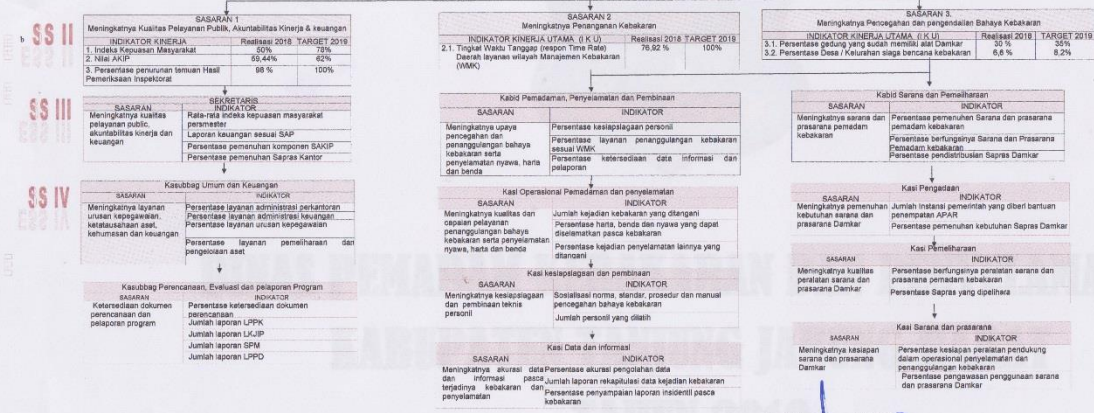 SASARAN 1
Meningkatnya Kualitas Pelayanan Publik, Akuntabilitas Kinerja & keuangan
INDIKATOR KINERJA Realisasi 2018 TARGET 2019
1. Indeks Kepuasan Masyarakat 50% 78%
2. Nilai AKIP 59,44% 62%
3. Persentase penurunan temuan Hasil 98 % 100%
Pemeriksaan Inspektorat
SASARAN 2
Meningkatnya Penanganan Kebakaran
INDIKATOR KINERJA UTAMA (I K U) Realisasi 2018 TARGET 2019
2.1. Tingkat Waktu Tanggap (respon Time Rate) 76,92 % 100%
Daerah layanan wilayah Manajemen Kebakaran
(WMK)
SASARAN 3.
Meningkatnya Pencegahan dan pengendalian Bahaya Kebakaran
INDIKATOR KINERJA UTAMA (I K U) Realisasi 2018 TARGET 2019
3.1. Persentase gedung yang sudah memiliki alat Damkar 30 % 35%
3.2. Persentase Desa / Kelurahan siaga bencana kebakaran 6,6 % 8,2%
SS II
SS III
SEKRETARIS
SASARAN INDIKATOR
Meningkatnya kualitas
pelayanan public,
akuntabilitas kinerja dan
keuangan
Rata-rata indeks kepuasan masyarakat
persmester
Laporan keuangan sesuai SAP
Persentase pemenuhan komponen SAKIP
Persentase pemenuhan Sapras Kantor
Kabid Pemadaman, Penyelamatan dan Pembinaan
SASARAN INDIKATOR
Meningkatnya upaya
pencegahan dan
penanggulangan bahaya
kebakaran serta
penyelamatan nyawa, harta
dan benda
Persentase kesiapsiagaan personil
Persentase layanan penanggulangan kebakaran
sesuai WMK
Persentase ketersediaan data informasi dan
pelaporan
Kabid Sarana dan Pemeliharaan
SASARAN INDIKATOR
Meningkatnya sarana dan
prasarana pemadam
kebakaran
Persentase pemenuhan Sarana dan prasarana
pemadam kebakaran
Persentase berfungsinya Sarana dan Prasarana
Pemadam kebakaran
Persentase pendistribusian Sapras Damkar
SS IV
Kasubbag Umum dan Keuangan
SASARAN INDIKATOR
Meningkatnya layanan
urusan kepegawaian,
ketatausahaan aset,
kehumasan dan keuangan
Persentase layanan administrasi perkantoran
Persentase layanan administrasi keuangan
Persentase layanan urusan kepegawaian
Persentase layanan pemeliharaan dan
pengelolaan aset
Kasi Operasional Pemadaman dan penyelamatan
SASARAN INDIKATOR
Meningkatnya kualitas dan
capaian pelayanan
penanggulangan bahaya
kebakaran serta penyelamatan
nyawa, harta dan benda
Jumlah kejadian kebakaran yang ditangani
Persentase harta, benda dan nyawa yang dapat
diselamatkan pasca kebakaran
Persentase kejadian penyelamatan lainnya yang
ditangani
Kasi Pengadaan
SASARAN INDIKATOR
Meningkatnya pemenuhan
kebutuhan sarana dan
prasarana Damkar
Jumlah Instansi pemerintah yang diberi bantuan
penempatan APAR
Persentase pemenuhan kebutuhan Sapras Damkar
Kasi Pemeliharaan
SASARAN INDIKATOR
Meningkatnya kualitas
peralatan sarana dan
prasarana Damkar
Persentase berfungsinya peralatan sarana dan
prasarana pemadam kebakaran
Persentase Sapras yang dipelihara
Kasubbag Perencanaan, Evaluasi dan pelaporan Program
SASARAN INDIKATOR
Ketersediaan dokumen
perencanaan dan
pelaporan program
Persentase ketersediaan dokumen
perencanaan
Jumlah laporan LPPK
Jumlah laporan LKJIP
Jumlah laporan SPM
Jumlah laporan LPPD
Kasi kesiapsiagaan dan pembinaan
SASARAN INDIKATOR
Meningkatnya kesiapsiagaan
dan pembinaan teknis
personil
Sosialisasi norma, standar, prosedur dan manual
pencegahan bahaya kebakaran
Jumlah personil yang dilatih
Kasi Data dan Informasi
SASARAN INDIKATOR
Meningkatnya akurasi data
dan informasi pasca
terjadinya kebakaran dan
penyelamatan
Persentase akurasi pengolahan data
Jumlah laporan rekapitulasi data kejadian kebakaran
Persentase penyampaian laporan insidentil pasca
kebakaran
Kasi Sarana dan prasarana
SASARAN INDIKATOR
Meningkatnya kesiapan
sarana dan prasarana Damkar
Persentase kesiapan peralatan pendukung
dalam operasional penyelamatan dan
penanggulangan kebakaran
Persentase pengawasan penggunaan sarana
dan prasarana Damkar